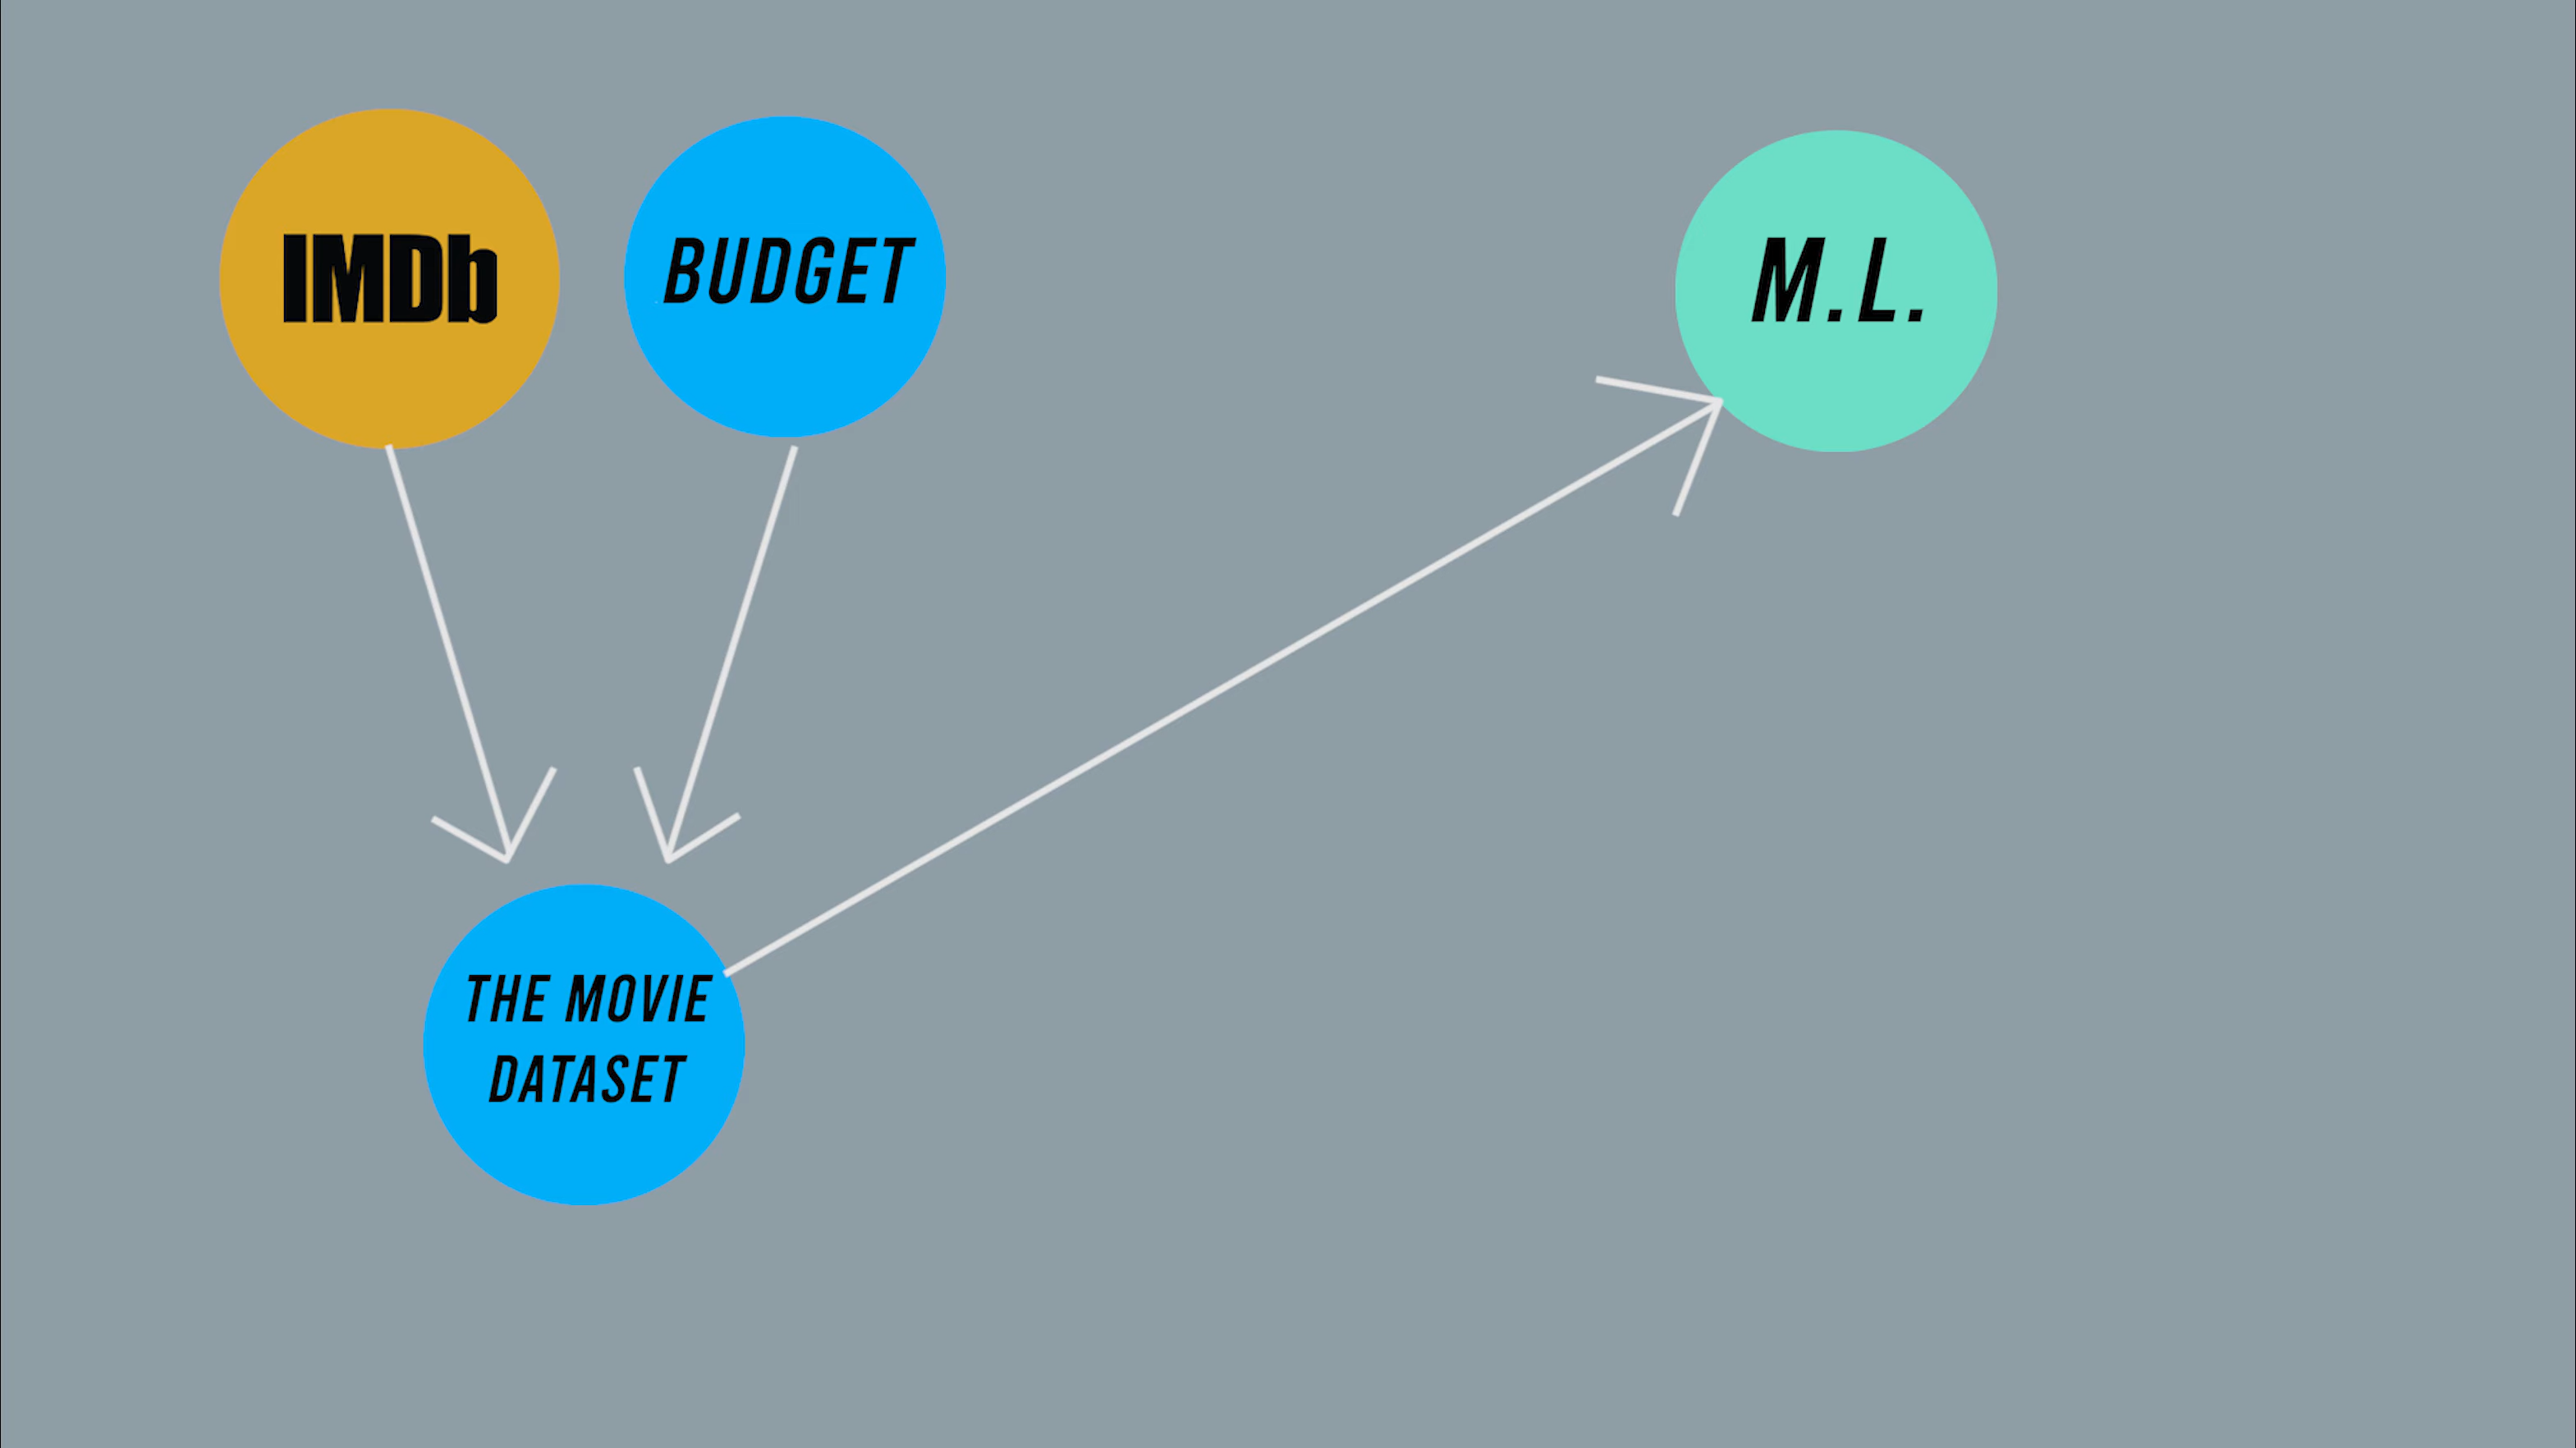 IMDb
BUDGET
M.L.
THE MOVIE
DATASET